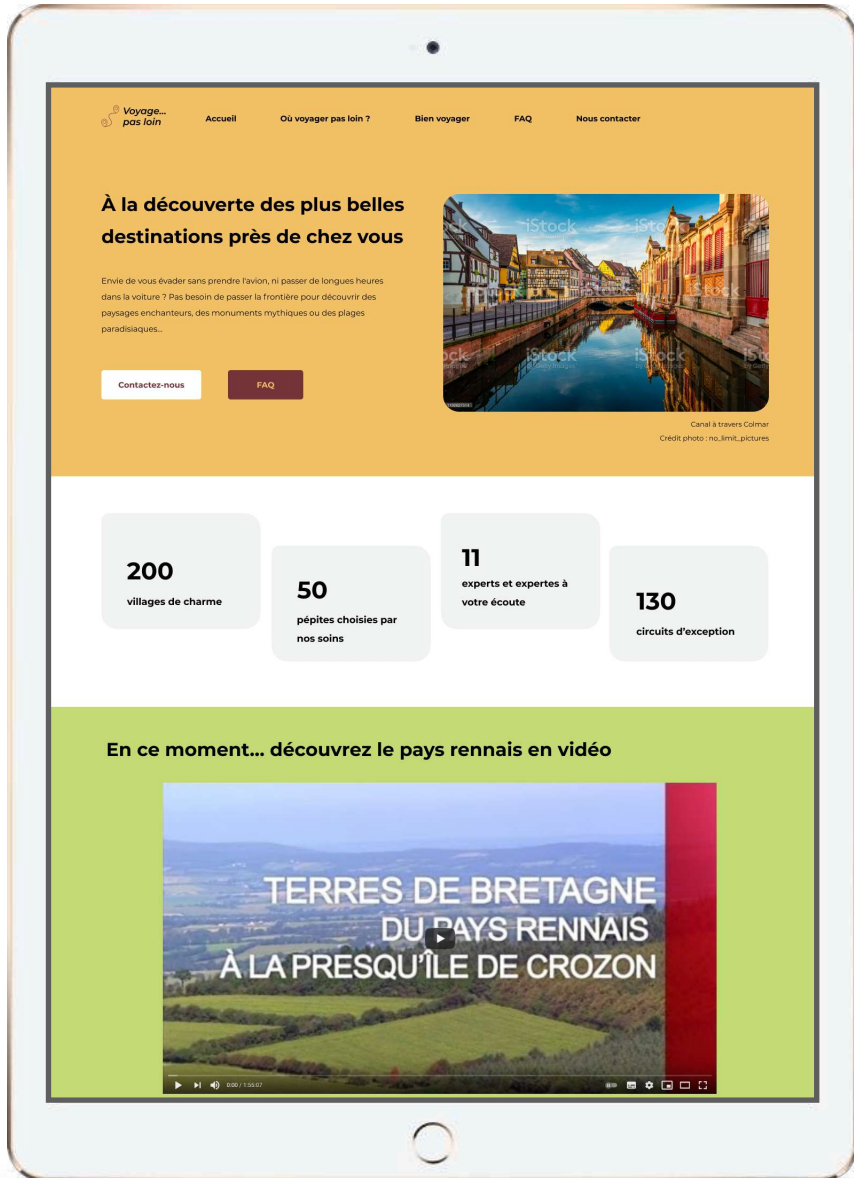 Voyage...
pas loin
Accueil
Où voyager pas loin ?
Bien voyager
FAQ
Nous contacter
À la découverte des plus belles
destinations près de chez vous
Envie de vous évader sans prendre l'avion, ni passer de longues heures
dans la voiture ? Pas besoin de passer la frontière pour découvrir des
paysages enchanteurs, des monuments mythiques ou des plages
paradisiaques...
Contactez-nous
FAQ
iStock
iStock
Canal à travers Colmar
Crédit photo : no_limit_pictures
200
villages de charme
50
pépites choisies par
nos soins
11
experts et expertes à
votre écoute
130
circuits d'exception
En ce moment... découvrez le pays rennais en vidéo
TERRES DE BRETAGNE
DU PAYS RENNAIS
À LA PRESQU'ÎLE DE CROZON
0:00 / 1:55:07